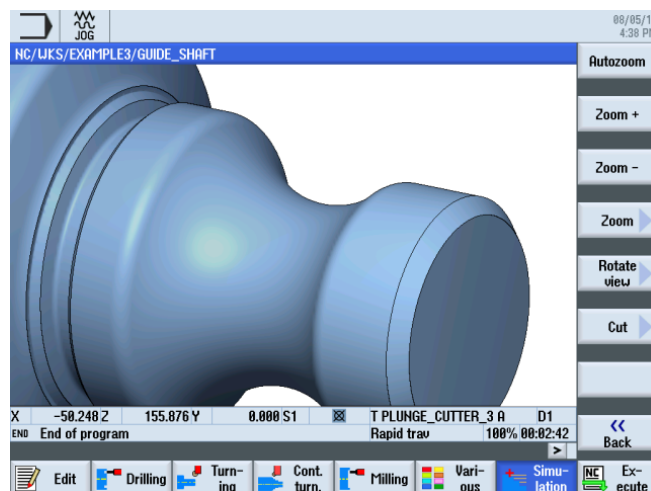 JOG
08/05/1
4:38 P
NC/WKS/EXAMPLE3/GUIDE_SHAFT
Autozoom
Zoom +
Zoom -
Zoom
Rotate
view
Cut
X -50.248 Z 155.876 Y 0.000 S1 T PLUNGE_CUTTER_3 A D1
END End of program Rapid trav 100% 00:02:42
<<
Back
>
Edit
Drilling
Turn-
ing
Cont.
turn.
Milling
Vari-
ous
Simu-
lation
NC Ex-
ecute